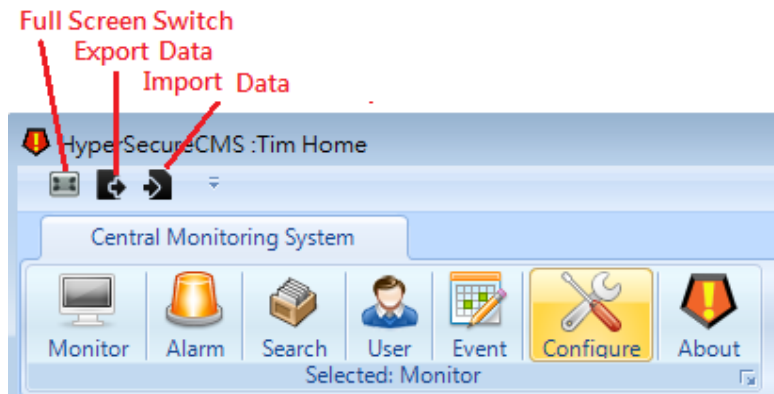 Full Screen Switch
Export Data
Import Data
HyperSecureCMS :Tim Home
Central Monitoring System
Monitor Alarm Search User Event Configure About
Selected: Monitor